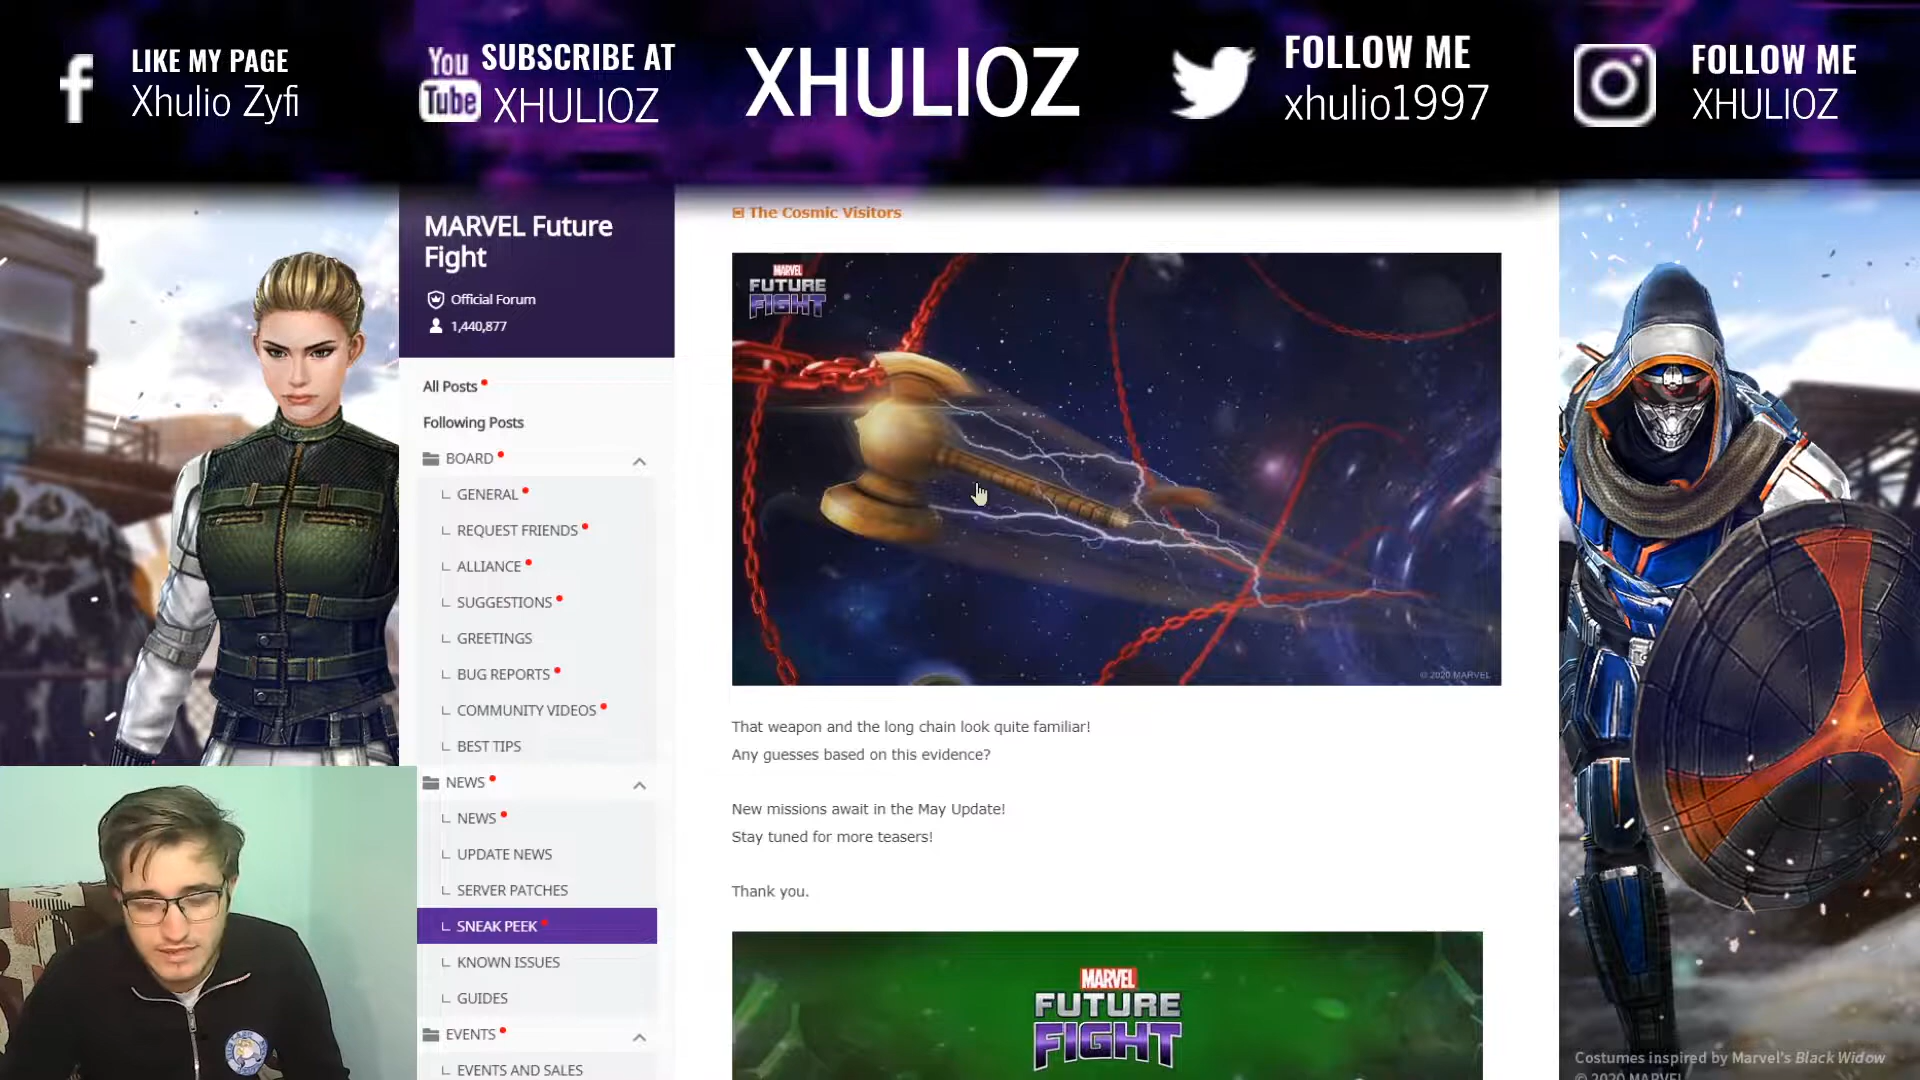 LIKE MY PAGE
Xhulio Zyfi
You Tube
SUBSCRIBE AT
XHULIOZ
XHULIOZ
FOLLOW ME
xhulio1997
FOLLOW ME
XHULIOZ
MARVEL Future
Fight
Official Forum
1,440,877
All Posts
Following Posts
BOARD
GENERAL
REQUEST FRIENDS
ALLIANCE
SUGGESTIONS
GREETINGS
BUG REPORTS
COMMUNITY VIDEOS
BEST TIPS
NEWS
NEWS
UPDATE NEWS
SERVER PATCHES
SNEAK PEEK
KNOWN ISSUES
GUIDES
EVENTS
EVENTS AND SALES
The Cosmic Visitors
MARVEL
FUTURE
FIGHT
© 2020 MARVEL
That weapon and the long chain look quite familiar!
Any guesses based on this evidence?
New missions await in the May Update!
Stay tuned for more teasers!
Thank you.
MARVEL
FUTURE
FIGHT
Costumes inspired by Marvel's Black Widow
© 2020 MARVEL